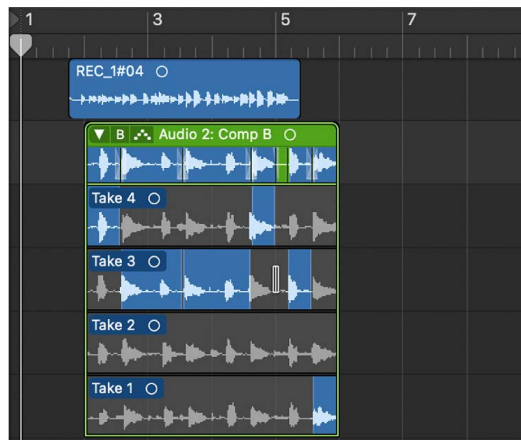 1 3 5 7
REC_1#04
B Audio 2: Comp B
Take 4
Take 3
Take 2
Take 1